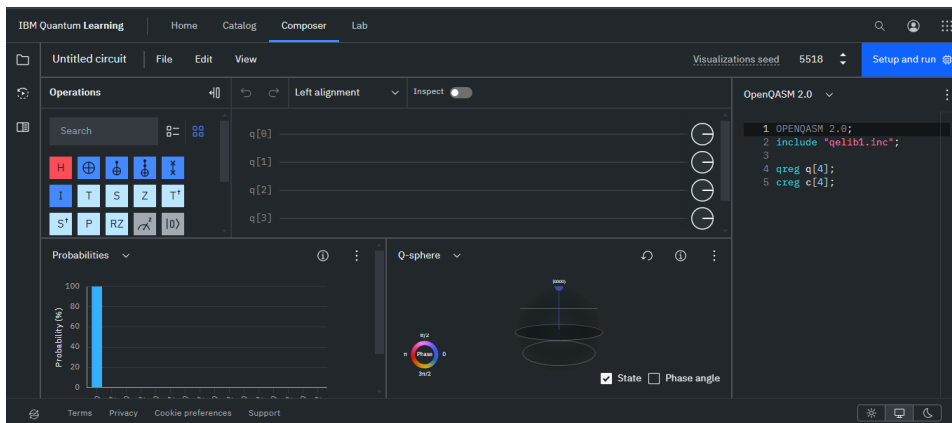 IBM Quantum Learning Home Catalog Composer Lab
Untitled circuit File Edit View Visualizations seed 5518 Setup and run
Operations Left alignment Inspect
OpenQASM 2.0
Search
H
I T S Z T†
S† P RZ z |0⟩
q[0]
q[1]
q[2]
q[3]
1 OPENQASM 2.0;
2 include "qelib1.inc";
3
4 qreg q[4];
5 creg c[4];
Probabilities
Probability (%)
100
80
60
40
20
0
Q-sphere
|0000⟩
π/2
π Phase 0
3π/2
State Phase angle
Terms Privacy Cookie preferences Support